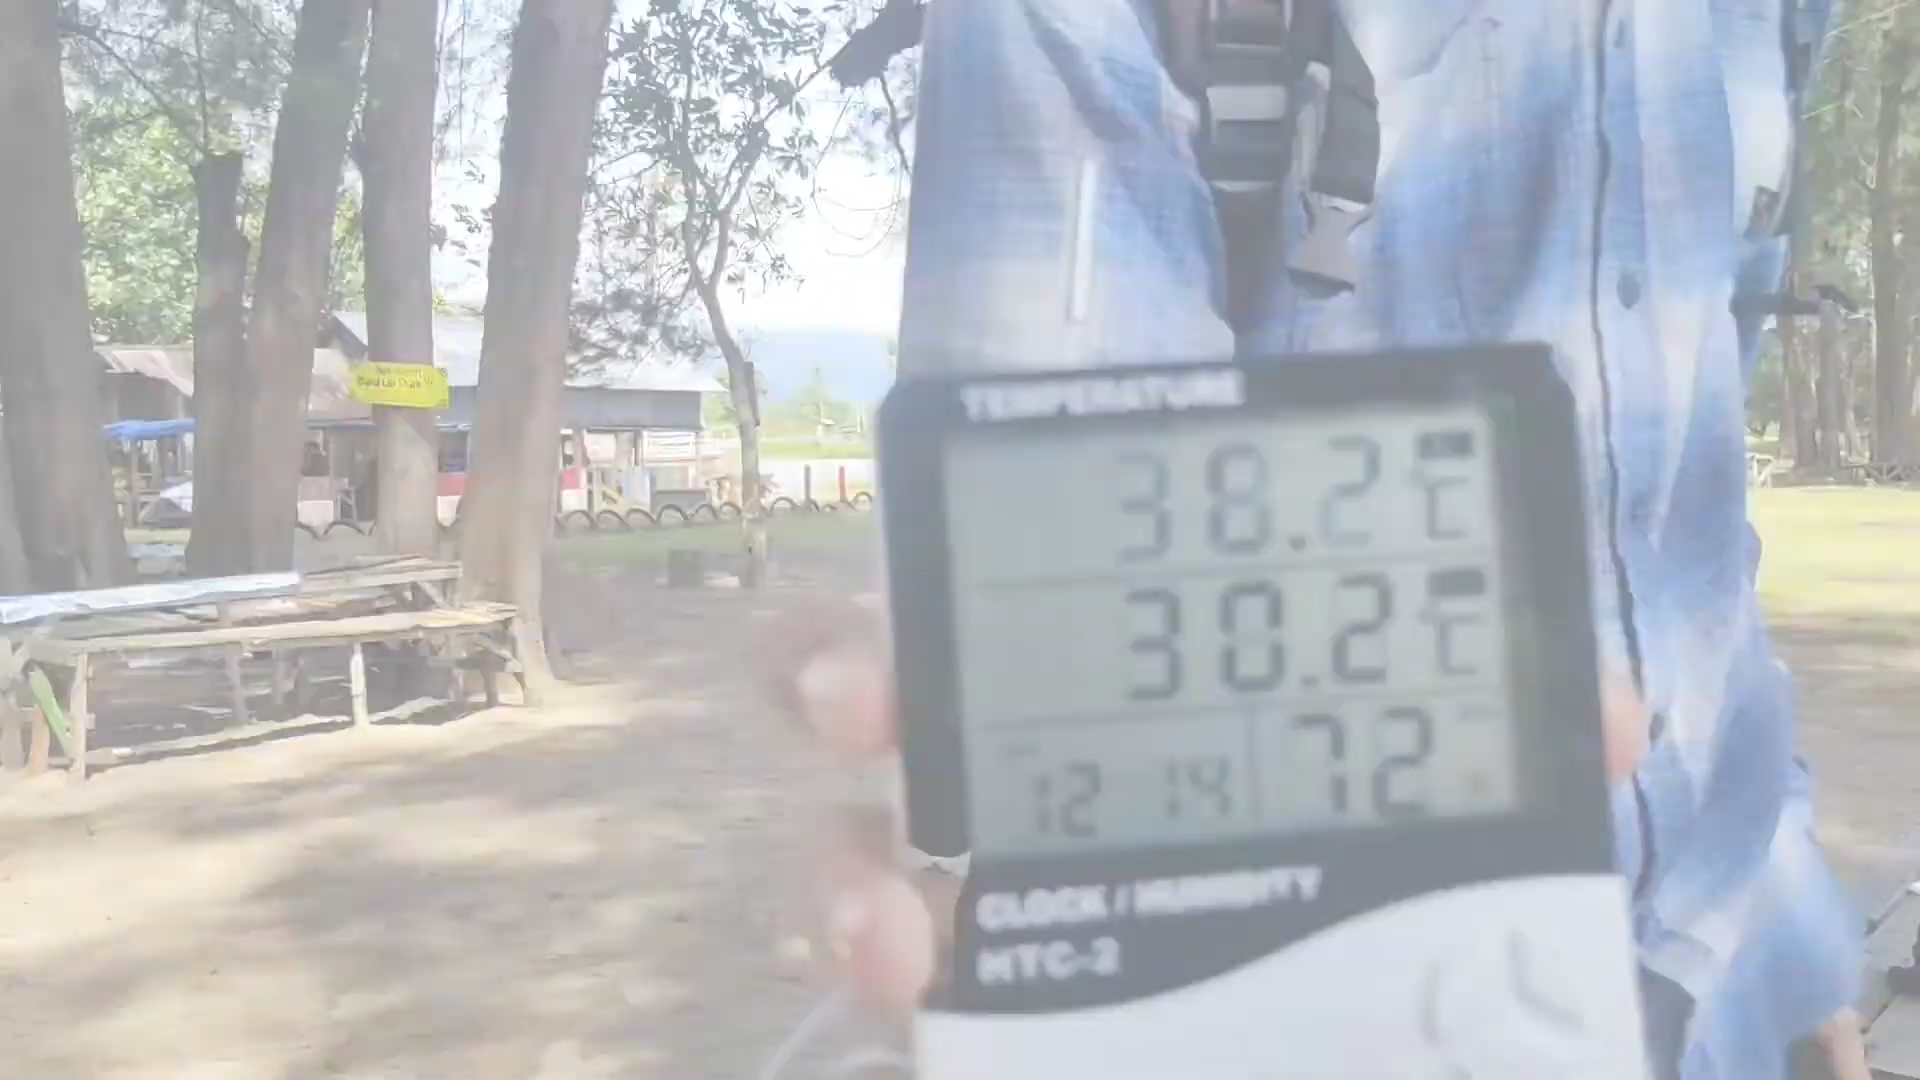 TEMPERATURE
38.2 °C
30.2 °C
12 14 72
CLOCK / HUMIDITY
HTC-2